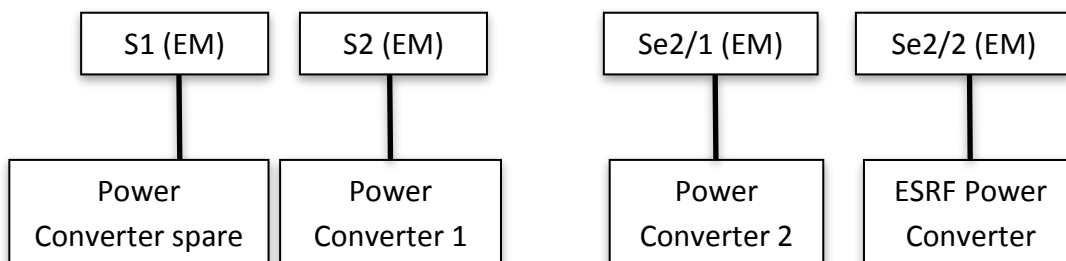 S1 (EM)
S2 (EM)
Se2/1 (EM)
Se2/2 (EM)
Power
Converter spare
Power
Converter 1
Power
Converter 2
ESRF Power
Converter